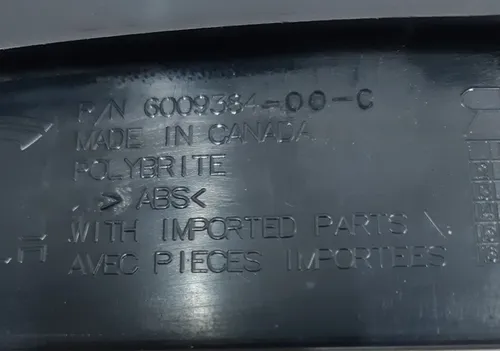 P/N 6009384-00-C
MADE IN CANADA
POLYBRITE
>ABS<
WITH IMPORTED PARTS \
AVEC PIECES IMPORTEES